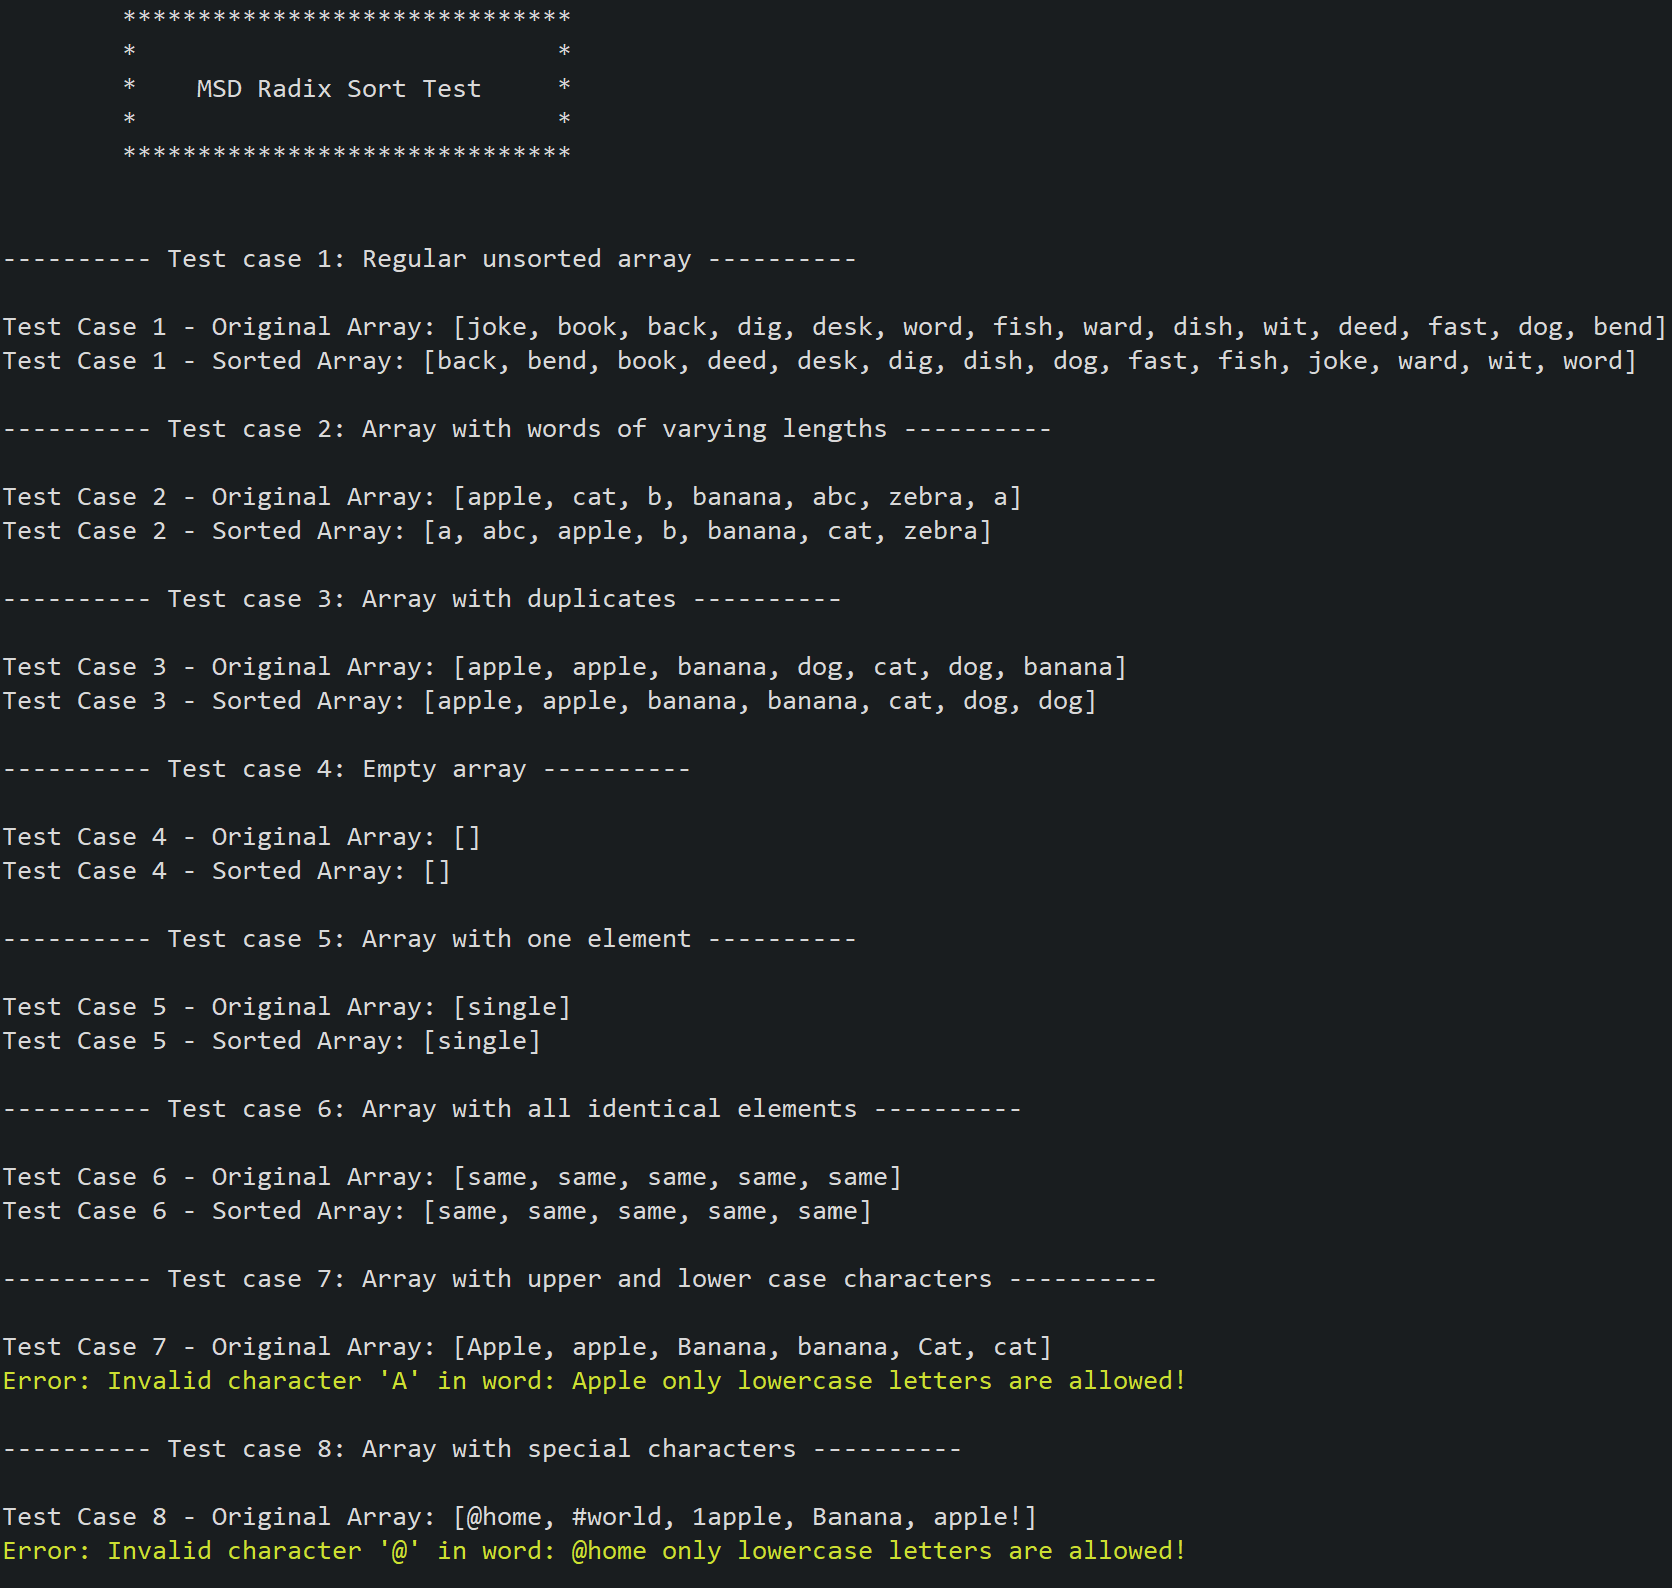 ******************************
*                            *
*    MSD Radix Sort Test     *
*                            *
******************************
---------- Test case 1: Regular unsorted array ----------
Test Case 1 - Original Array: [joke, book, back, dig, desk, word, fish, ward, dish, wit, deed, fast, dog, bend]
Test Case 1 - Sorted Array: [back, bend, book, deed, desk, dig, dish, dog, fast, fish, joke, ward, wit, word]
---------- Test case 2: Array with words of varying lengths ----------
Test Case 2 - Original Array: [apple, cat, b, banana, abc, zebra, a]
Test Case 2 - Sorted Array: [a, abc, apple, b, banana, cat, zebra]
---------- Test case 3: Array with duplicates ----------
Test Case 3 - Original Array: [apple, apple, banana, dog, cat, dog, banana]
Test Case 3 - Sorted Array: [apple, apple, banana, banana, cat, dog, dog]
---------- Test case 4: Empty array ----------
Test Case 4 - Original Array: []
Test Case 4 - Sorted Array: []
---------- Test case 5: Array with one element ----------
Test Case 5 - Original Array: [single]
Test Case 5 - Sorted Array: [single]
---------- Test case 6: Array with all identical elements ----------
Test Case 6 - Original Array: [same, same, same, same, same]
Test Case 6 - Sorted Array: [same, same, same, same, same]
---------- Test case 7: Array with upper and lower case characters ----------
Test Case 7 - Original Array: [Apple, apple, Banana, banana, Cat, cat]
Error: Invalid character 'A' in word: Apple only lowercase letters are allowed!
---------- Test case 8: Array with special characters ----------
Test Case 8 - Original Array: [@home, #world, 1apple, Banana, apple!]
Error: Invalid character '@' in word: @home only lowercase letters are allowed!